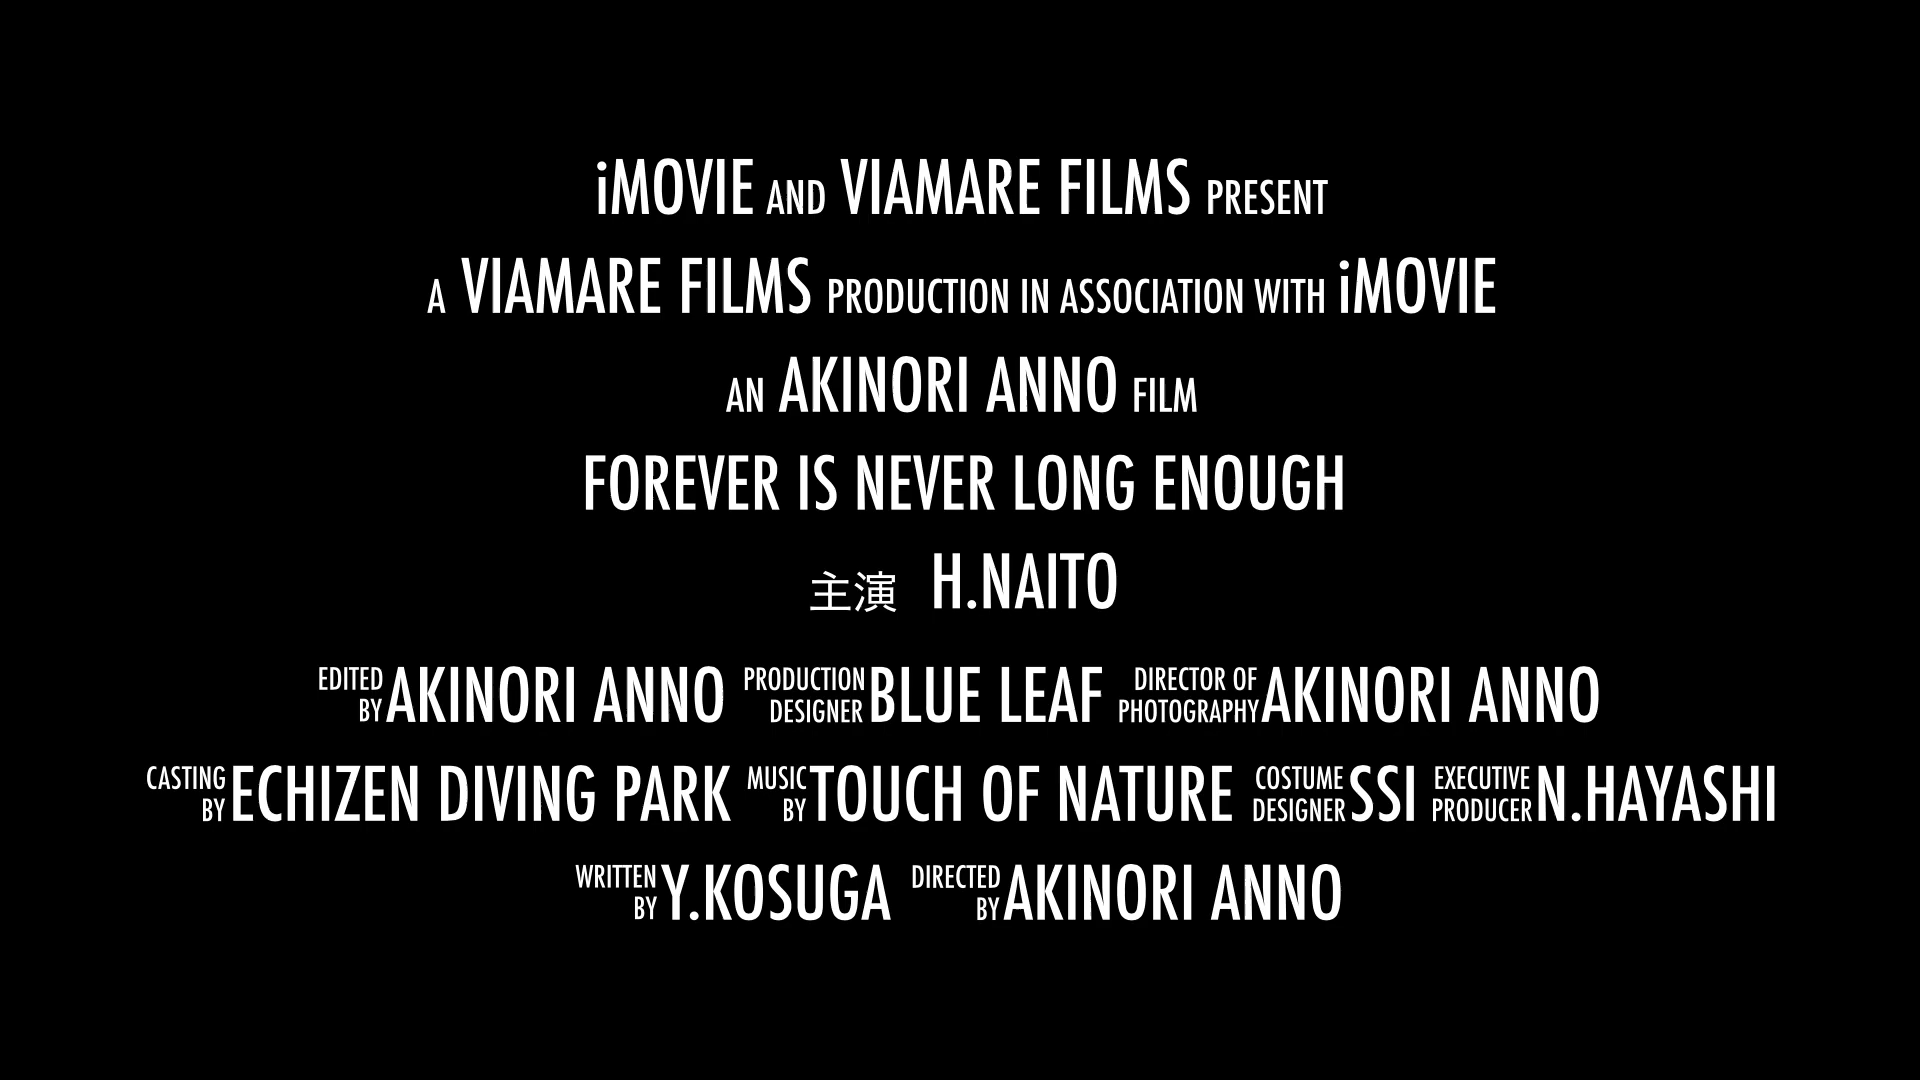 iMOVIE AND VIAMARE FILMS PRESENT
A VIAMARE FILMS PRODUCTION IN ASSOCIATION WITH iMOVIE
AN AKINORI ANNO FILM
FOREVER IS NEVER LONG ENOUGH
主演 H.NAITO
EDITED BY AKINORI ANNO PRODUCTION DESIGNER BLUE LEAF DIRECTOR OF PHOTOGRAPHY AKINORI ANNO
CASTING BY ECHIZEN DIVING PARK MUSIC BY TOUCH OF NATURE COSTUME DESIGNER SSI EXECUTIVE PRODUCER N.HAYASHI
WRITTEN BY Y.KOSUGA DIRECTED BY AKINORI ANNO